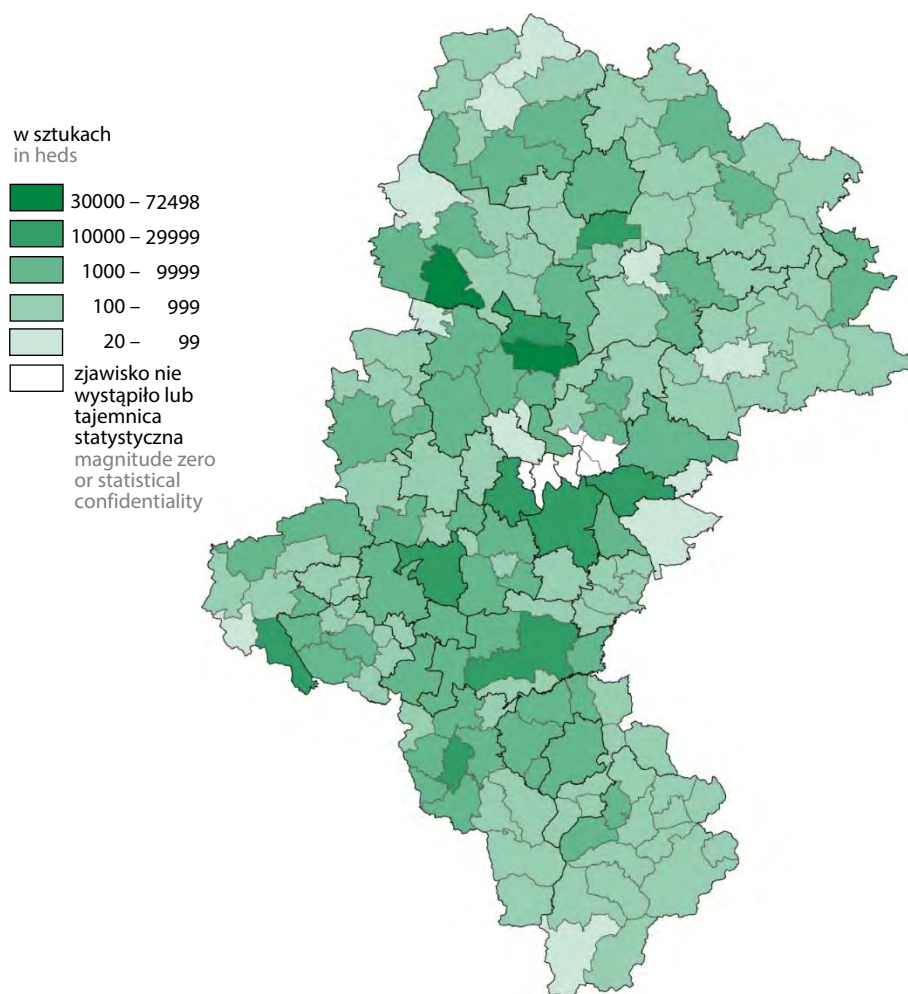 w sztukach
in heds
30000 – 72498
10000 – 29999
1000 – 9999
100 – 999
20 – 99
zjawisko nie
wystąpiło lub
tajemnica
statystyczna
magnitude zero
or statistical
confidentiality